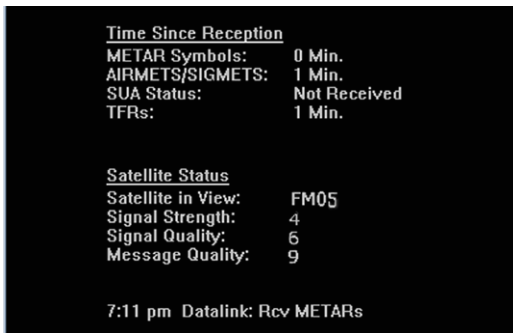 Time Since Reception
METAR Symbols: 0 Min.
AIRMETS/SIGMETS: 1 Min.
SUA Status: Not Received
TFRs: 1 Min.
Satellite Status
Satellite in View: FM05
Signal Strength: 4
Signal Quality: 6
Message Quality: 9
7:11 pm Datalink: Rcv METARs